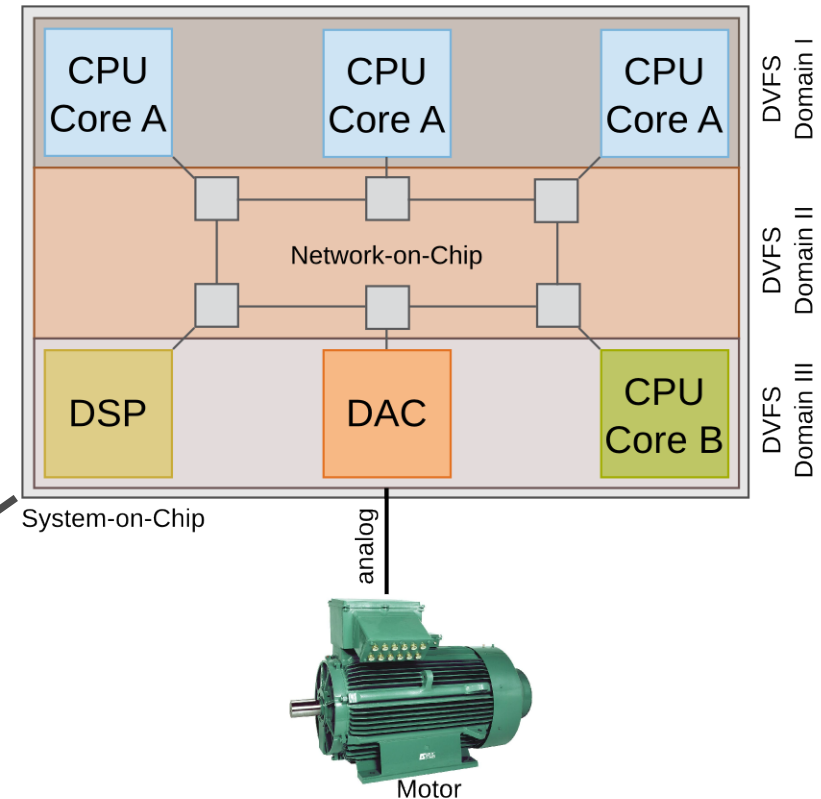 CPU
Core A
CPU
Core A
CPU
Core A
DVFS
Domain I
Network-on-Chip
DVFS
Domain II
DSP
DAC
CPU
Core B
DVFS
Domain III
System-on-Chip
analog
Motor